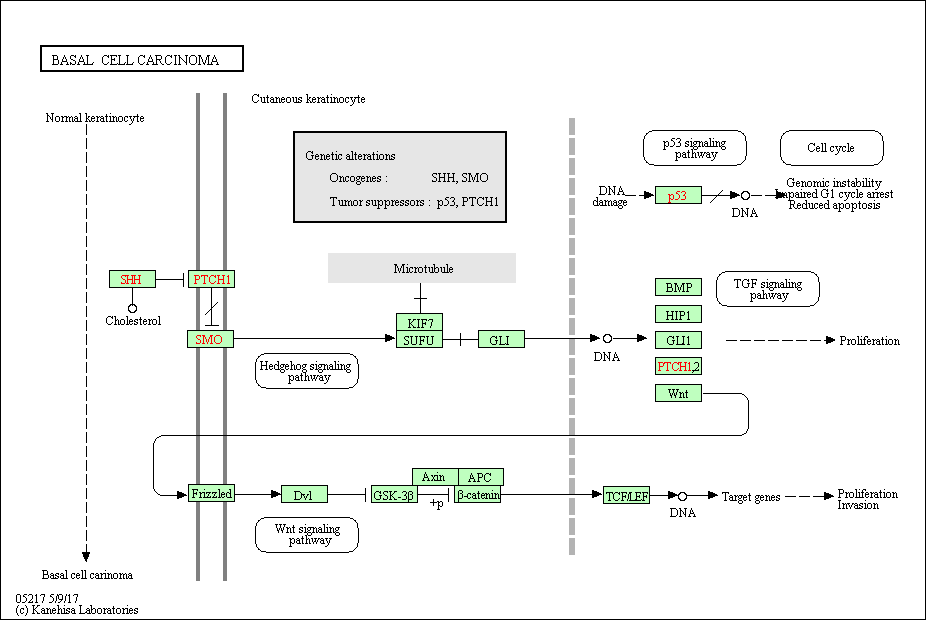 BASAL CELL CARCINOMA
Cutaneous keratinocyte
Normal keratinocyte
Genetic alterations
Oncogenes : SHH, SMO
Tumor suppressors : p53, PTCH1
p53 signaling
pathway
Cell cycle
DNA
damage
p53
DNA
Genomic instability
Impaired G1 cycle arrest
Reduced apoptosis
Microtubule
SHH
PTCH1
Cholesterol
SMO
KIF7
SUFU
GLI
DNA
BMP
HIP1
GLI1
PTCH1,2
Wnt
TGF signaling
pahway
Proliferation
Hedgehog signaling
pathway
Frizzled
Dvl
GSK-3β
Axin
APC
β-catenin
+p
TCF/LEF
DNA
Target genes
Proliferation
Invasion
Wnt signaling
pathway
Basal cell carinoma
05217 5/9/17
(c) Kanehisa Laboratories